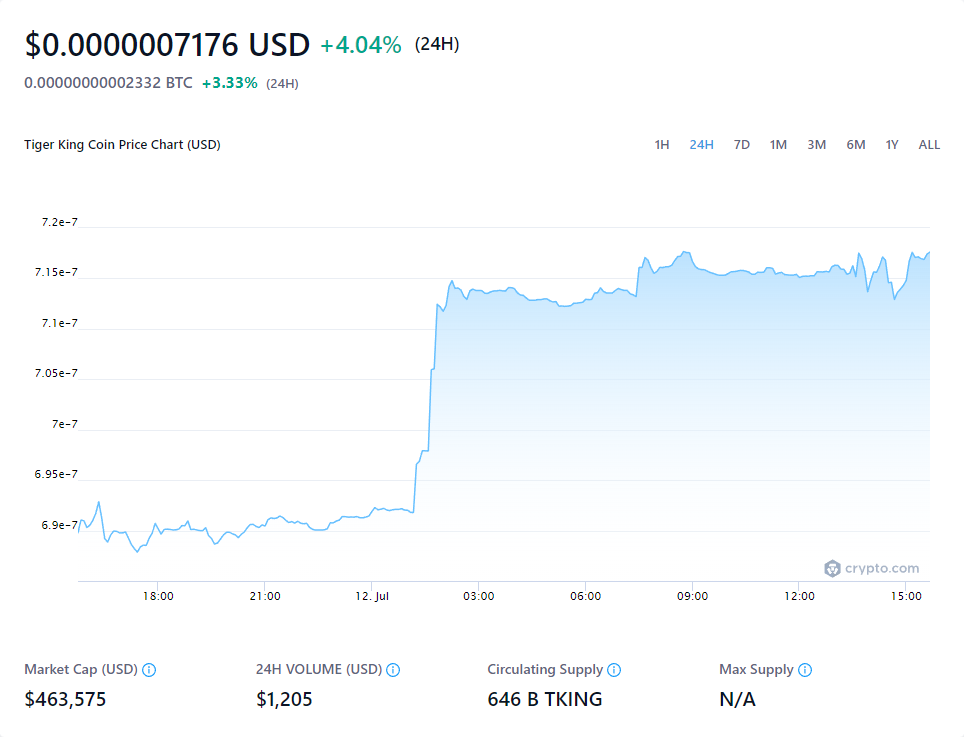 $0.0000007176 USD +4.04% (24H)
0.00000000002332 BTC +3.33% (24H)
Tiger King Coin Price Chart (USD) 1H 24H 7D 1M 3M 6M 1Y ALL
7.2e-7
7.15e-7
7.1e-7
7.05e-7
7e-7
6.95e-7
6.9e-7
crypto.com
18:00 21:00 12. Jul 03:00 06:00 09:00 12:00 15:00
Market Cap (USD) 24H VOLUME (USD) Circulating Supply Max Supply
$463,575 $1,205 646 B TKING N/A